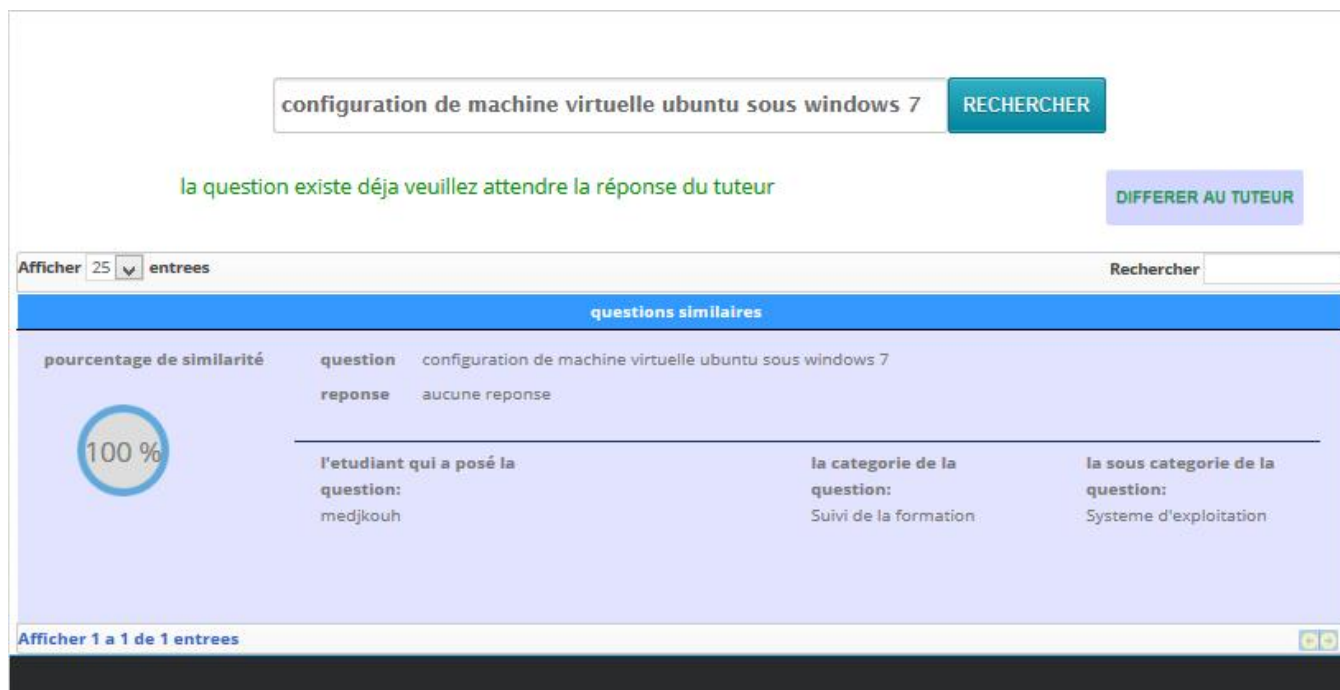 configuration de machine virtuelle ubuntu sous windows 7 RECHERCHER
la question existe déja veuillez attendre la réponse du tuteur
DIFFERER AU TUTEUR
Afficher 25 entrees Rechercher
questions similaires
pourcentage de similarité
question configuration de machine virtuelle ubuntu sous windows 7
reponse aucune reponse
100 %
l'etudiant qui a posé la
question:
medjkouh
la categorie de la
question:
Suivi de la formation
la sous categorie de la
question:
Systeme d'exploitation
Afficher 1 a 1 de 1 entrees